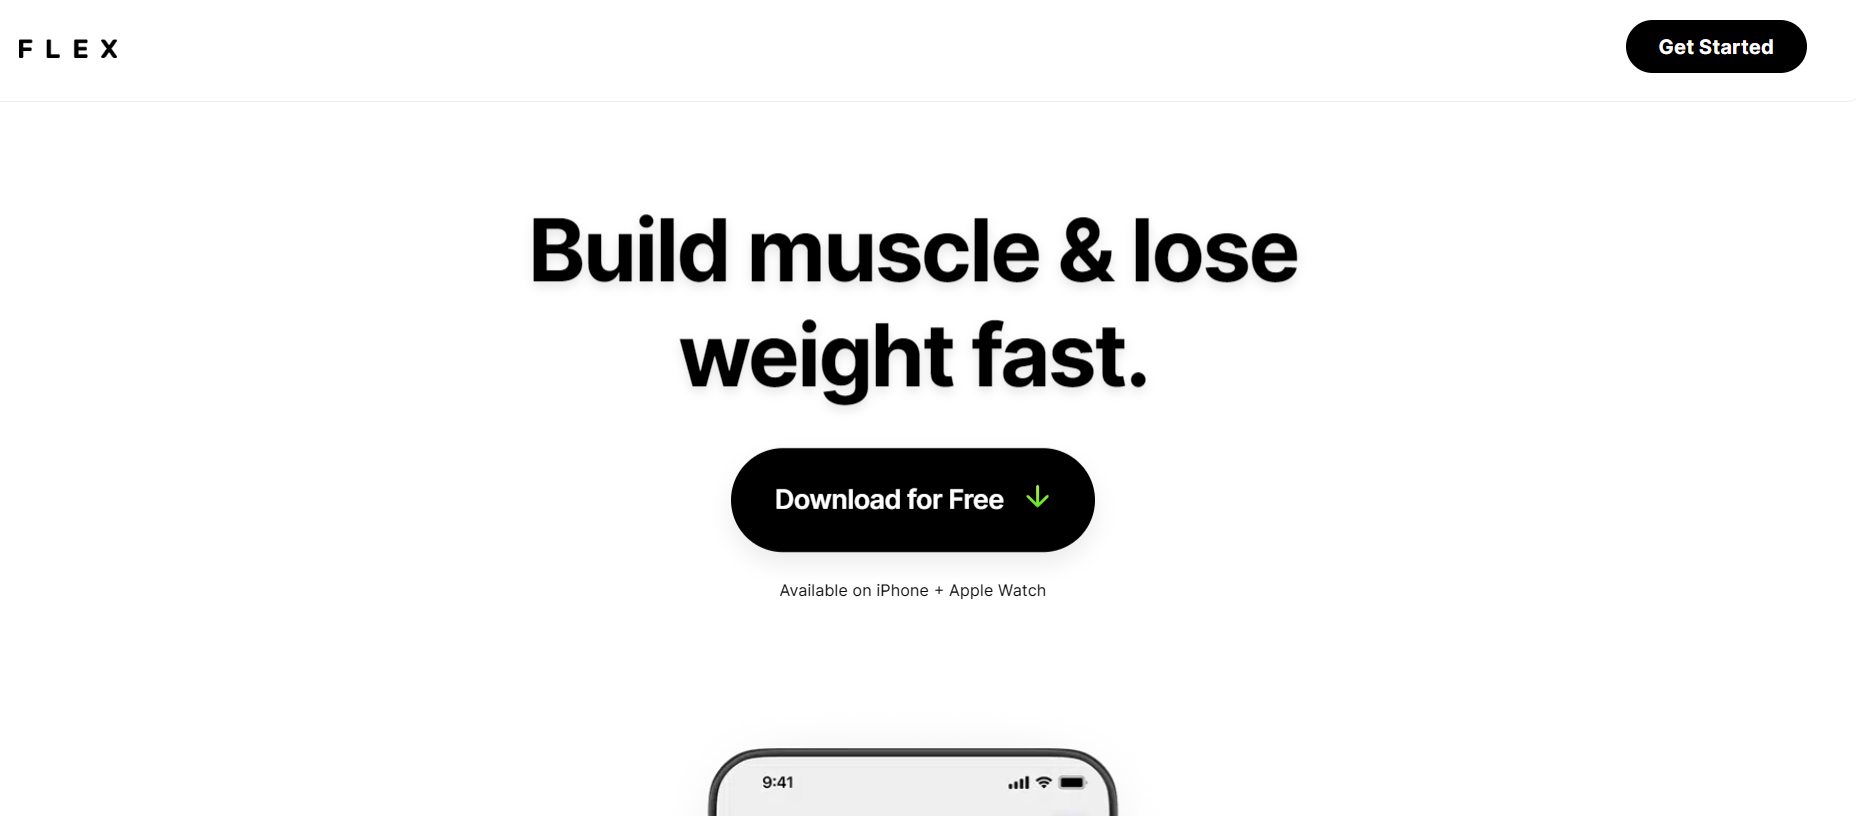 FLEX
Get Started
Build muscle & lose
weight fast.
Download for Free
Available on iPhone + Apple Watch
9:41